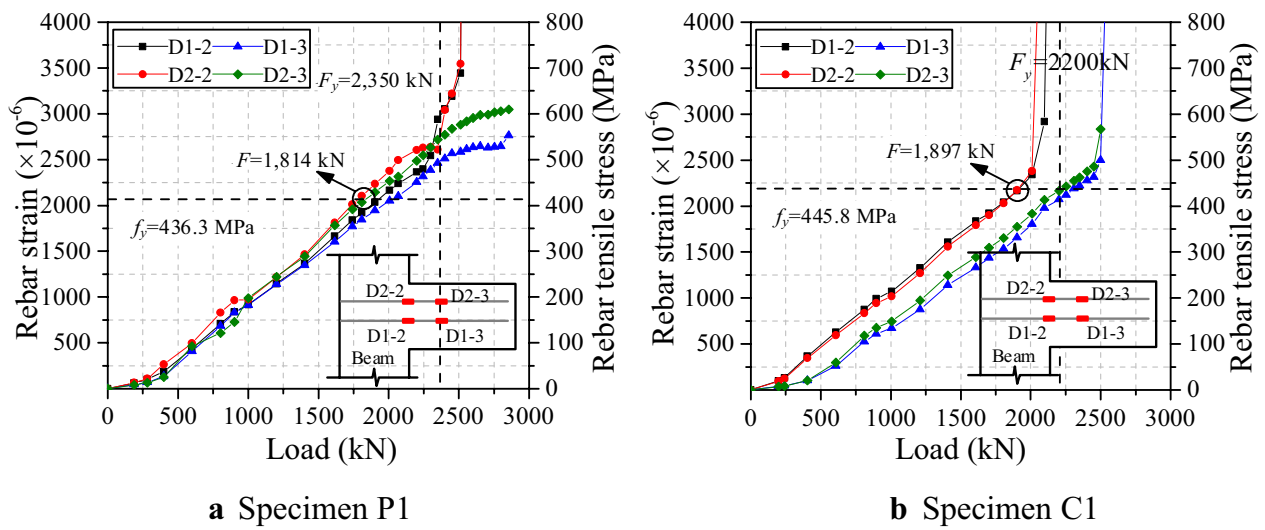 4000
3500
3000
2500
2000
1500
1000
500
Rebar strain (×10⁻⁶)
D1-2 D1-3
D2-2 D2-3
Fy=2,350 kN
F=1,814 kN
fy=436.3 MPa
D2-2 D2-3
D1-2 D1-3
Beam
800
700
600
500
400
300
200
100
0
Rebar tensile stress (MPa)
0 500 1000 1500 2000 2500 3000
Load (kN)
a Specimen P1
4000
3500
3000
2500
2000
1500
1000
500
Rebar strain (×10⁻⁶)
D1-2 D1-3
D2-2 D2-3
Fy=2200kN
F=1,897 kN
fy=445.8 MPa
D2-2 D2-3
D1-2 D1-3
Beam
800
700
600
500
400
300
200
100
0
Rebar tensile stress (MPa)
0 500 1000 1500 2000 2500 3000
Load (kN)
b Specimen C1